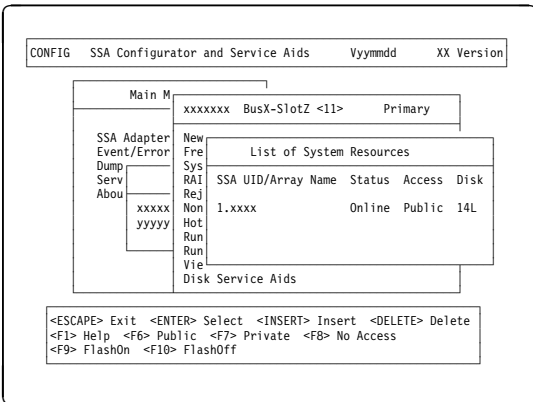 CONFIG SSA Configurator and Service Aids Vyymmdd XX Version
Main M
xxxxxxx BusX-SlotZ <11> Primary
SSA Adapter New
Event/Error Fre List of System Resources
Dump Sys
Serv RAI SSA UID/Array Name Status Access Disk
Abou Rej
xxxxx Non 1.xxxx Online Public 14L
yyyyy Hot
Run
Run
Vie
Disk Service Aids
<ESCAPE> Exit <ENTER> Select <INSERT> Insert <DELETE> Delete
<F1> Help <F6> Public <F7> Private <F8> No Access
<F9> FlashOn <F10> FlashOff